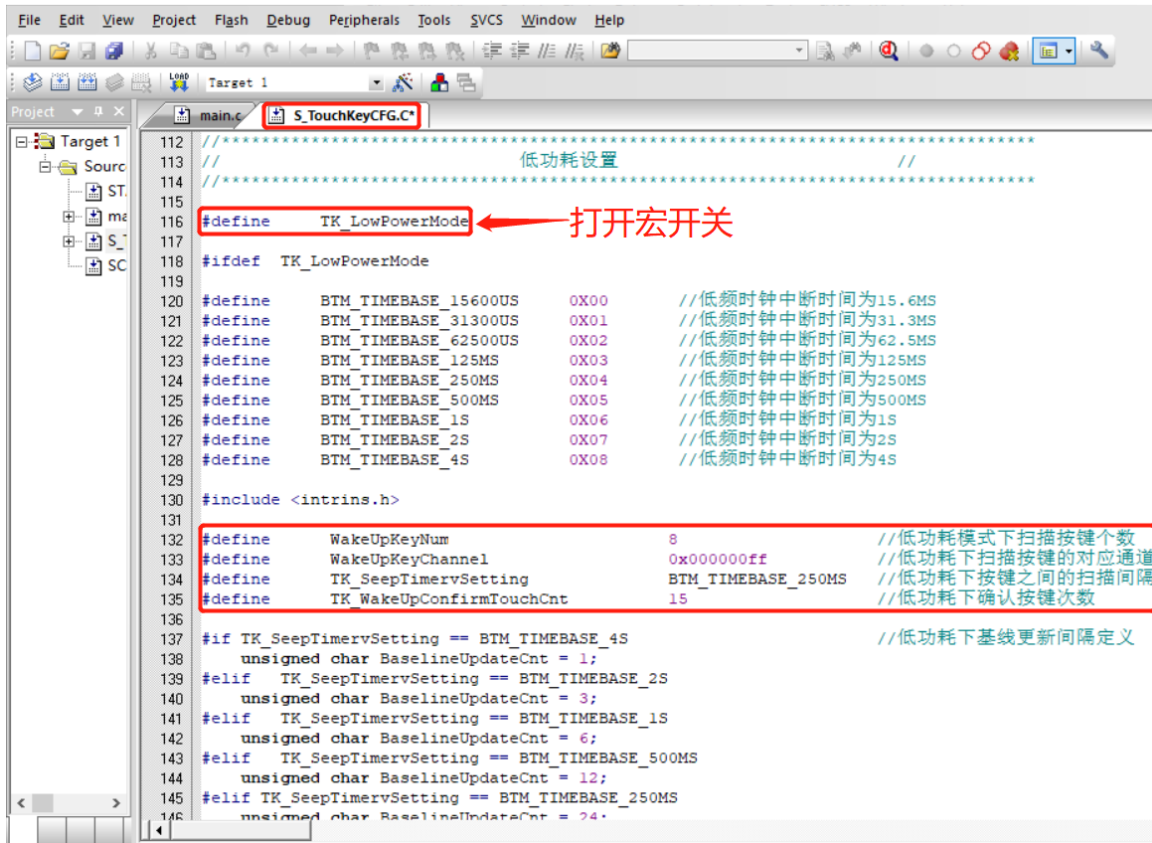 File Edit View Project Flash Debug Peripherals Tools SVCS Window Help
LOAD Target 1
Project main.c S_TouchKeyCFG.C*
Target 1
Sourc
ST.
ma
S_T
SC
112 //***********************************************************************************
113 // 低功耗设置 //
114 //***********************************************************************************
115
116 #define TK_LowPowerMode 打开宏开关
117
118 #ifdef TK_LowPowerMode
119
120 #define BTM_TIMEBASE_15600US 0X00 //低频时钟中断时间为15.6MS
121 #define BTM_TIMEBASE_31300US 0X01 //低频时钟中断时间为31.3MS
122 #define BTM_TIMEBASE_62500US 0X02 //低频时钟中断时间为62.5MS
123 #define BTM_TIMEBASE_125MS 0X03 //低频时钟中断时间为125MS
124 #define BTM_TIMEBASE_250MS 0X04 //低频时钟中断时间为250MS
125 #define BTM_TIMEBASE_500MS 0X05 //低频时钟中断时间为500MS
126 #define BTM_TIMEBASE_1S 0X06 //低频时钟中断时间为1S
127 #define BTM_TIMEBASE_2S 0X07 //低频时钟中断时间为2S
128 #define BTM_TIMEBASE_4S 0X08 //低频时钟中断时间为4S
129
130 #include <intrins.h>
131
132 #define WakeUpKeyNum 8 //低功耗模式下扫描按键个数
133 #define WakeUpKeyChannel 0x000000ff //低功耗下扫描按键的对应通道
134 #define TK_SeepTimervSetting BTM_TIMEBASE_250MS //低功耗下按键之间的扫描间隔
135 #define TK_WakeUpConfirmTouchCnt 15 //低功耗下确认按键次数
136
137 #if TK_SeepTimervSetting == BTM_TIMEBASE_4S //低功耗下基线更新间隔定义
138 unsigned char BaselineUpdateCnt = 1;
139 #elif TK_SeepTimervSetting == BTM_TIMEBASE_2S
140 unsigned char BaselineUpdateCnt = 3;
141 #elif TK_SeepTimervSetting == BTM_TIMEBASE_1S
142 unsigned char BaselineUpdateCnt = 6;
143 #elif TK_SeepTimervSetting == BTM_TIMEBASE_500MS
144 unsigned char BaselineUpdateCnt = 12;
145 #elif TK_SeepTimervSetting == BTM_TIMEBASE_250MS
146 unsigned char BaselineUpdateCnt = 24;